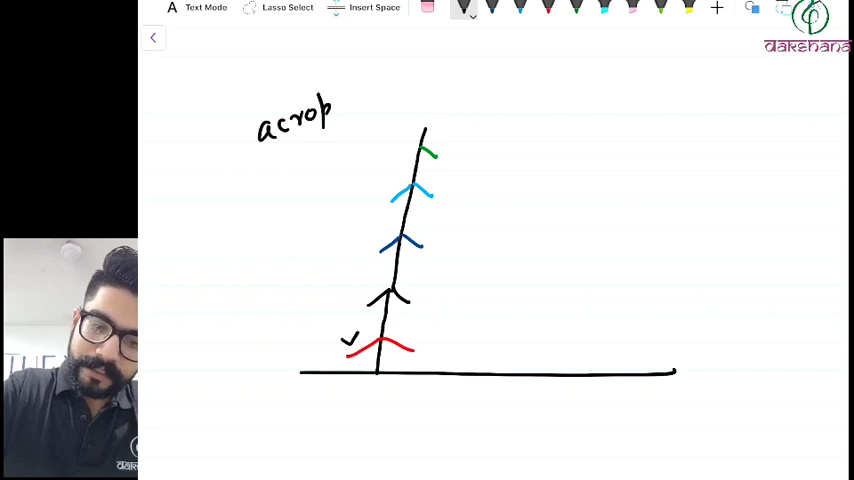 Text Mode
Lasso Select
Insert Space
dakshana
acrop